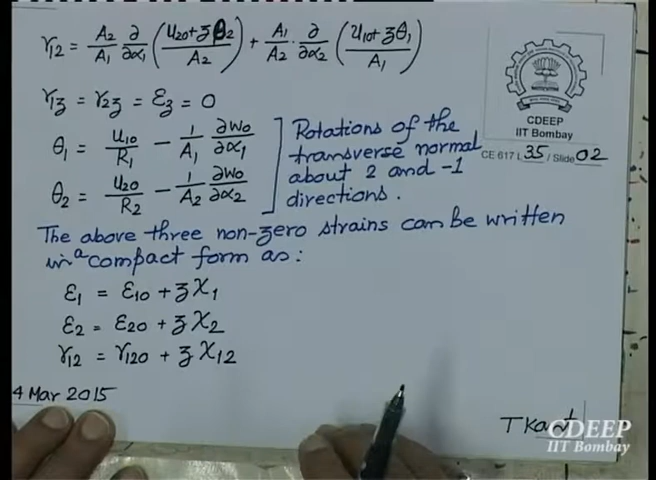 γ12 = A2/A1 ∂/∂α1 ((u20+zθ2)/A2) + A1/A2 · ∂/∂α2 ((u10+zθ1)/A1)
γ1z = γ2z = εz = 0
θ1 = u10/R1 − 1/A1 ∂w0/∂α1
θ2 = u20/R2 − 1/A2 ∂w0/∂α2
Rotations of the
transverse normal
about 2 and -1
directions.
CDEEP
IIT Bombay
CE 617 L 35 / Slide 02
The above three non-zero strains can be written
in a compact form as:
ε1 = ε10 + zχ1
ε2 = ε20 + zχ2
γ12 = γ120 + zχ12
4 Mar 2015
T Kant
CDEEP
IIT Bombay